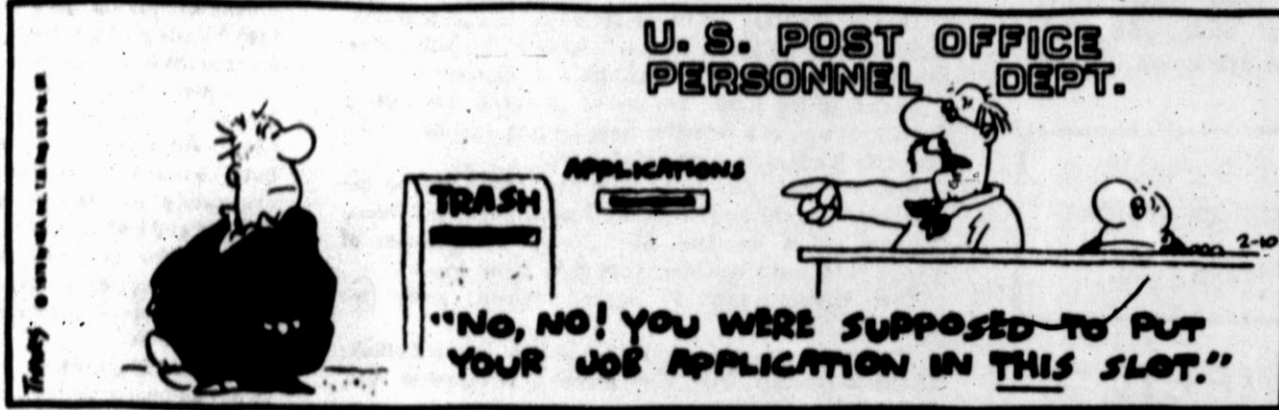 U. S. POST OFFICE
PERSONNEL DEPT.
APPLICATIONS
TRASH
2-10
"NO, NO! YOU WERE SUPPOSED TO PUT
YOUR JOB APPLICATION IN THIS SLOT."